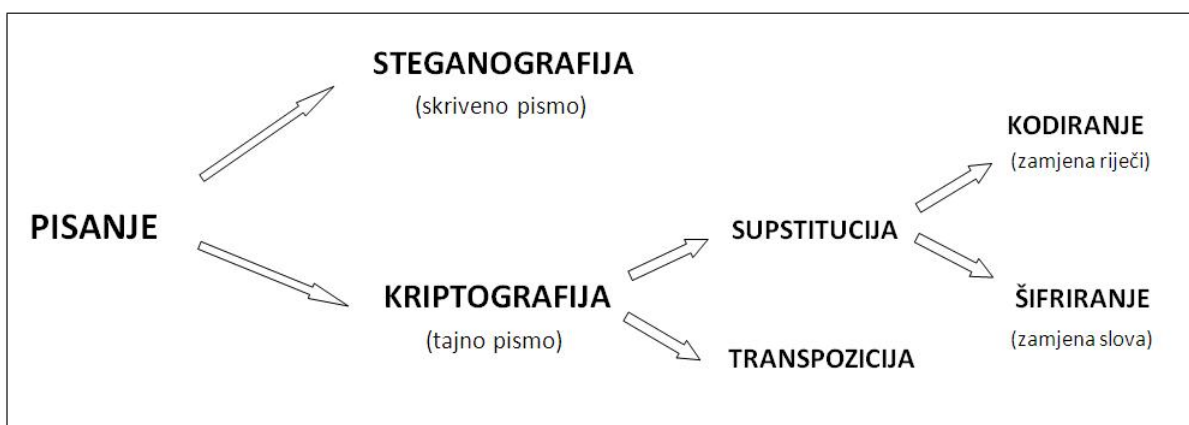 STEGANOGRAFIJA
(skriveno pismo)
KODIRANJE
(zamjena riječi)
PISANJE
SUPSTITUCIJA
KRIPTOGRAFIJA
(tajno pismo)
ŠIFRIRANJE
(zamjena slova)
TRANSPOZICIJA